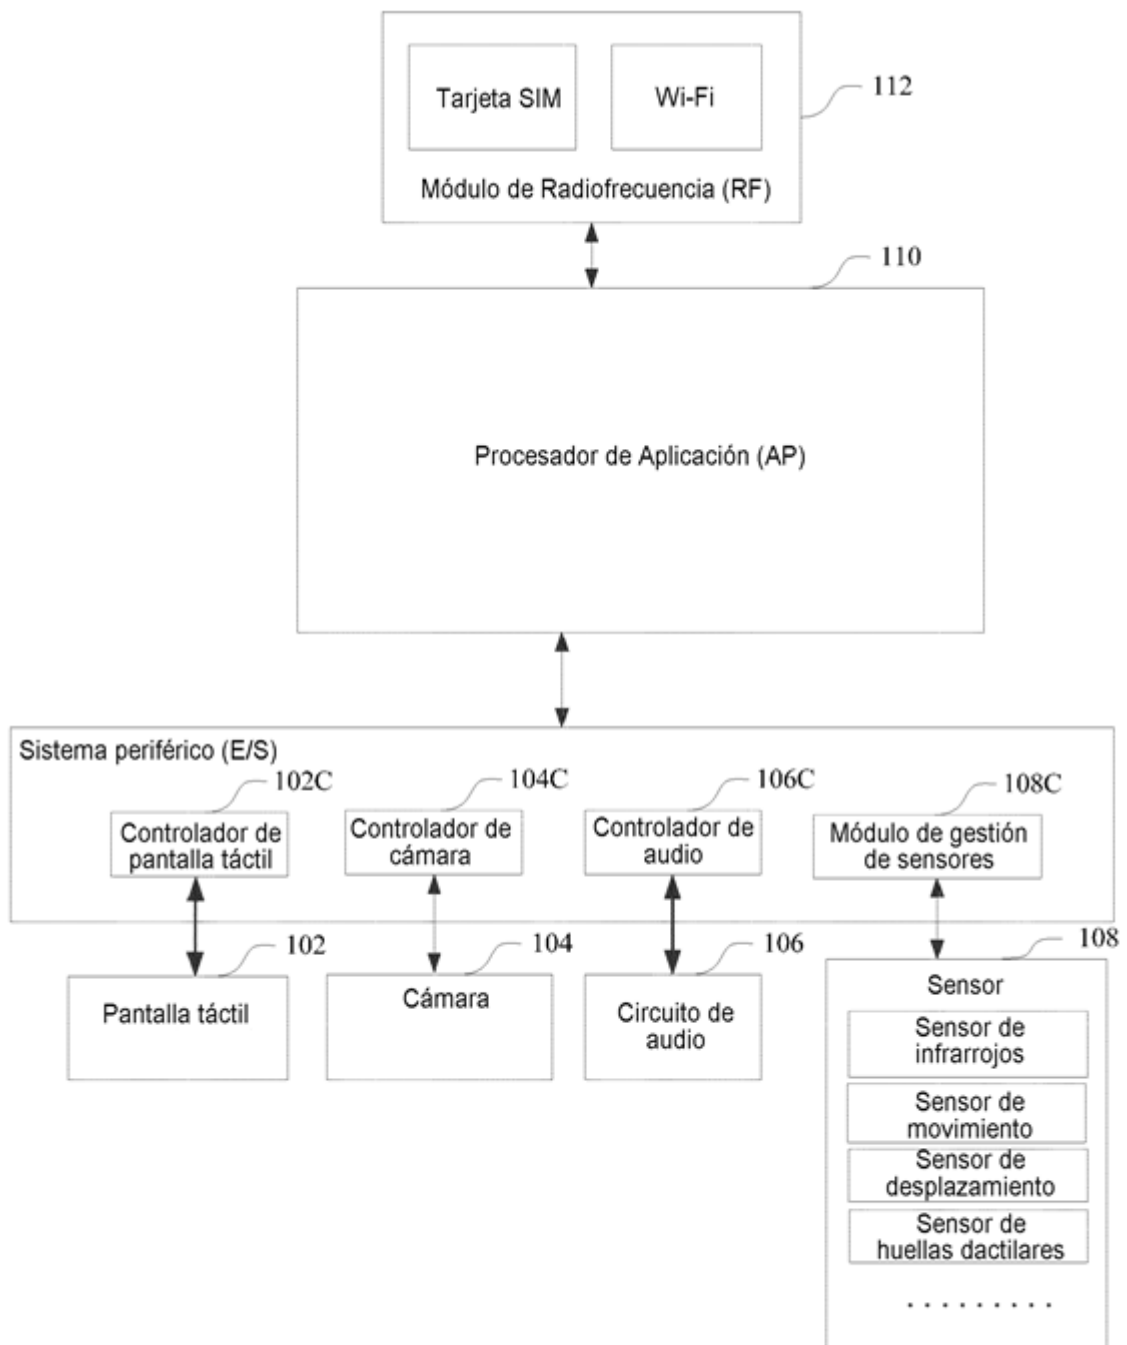 Tarjeta SIM
Wi-Fi
112
Módulo de Radiofrecuencia (RF)
110
Procesador de Aplicación (AP)
Sistema periférico (E/S)
102C
104C
106C
108C
Controlador de
pantalla táctil
Controlador de
cámara
Controlador de
audio
Módulo de gestión
de sensores
102
104
106
108
Pantalla táctil
Cámara
Circuito de
audio
Sensor
Sensor de
infrarrojos
Sensor de
movimiento
Sensor de
desplazamiento
Sensor de
huellas dactilares
. . . . . . . . .